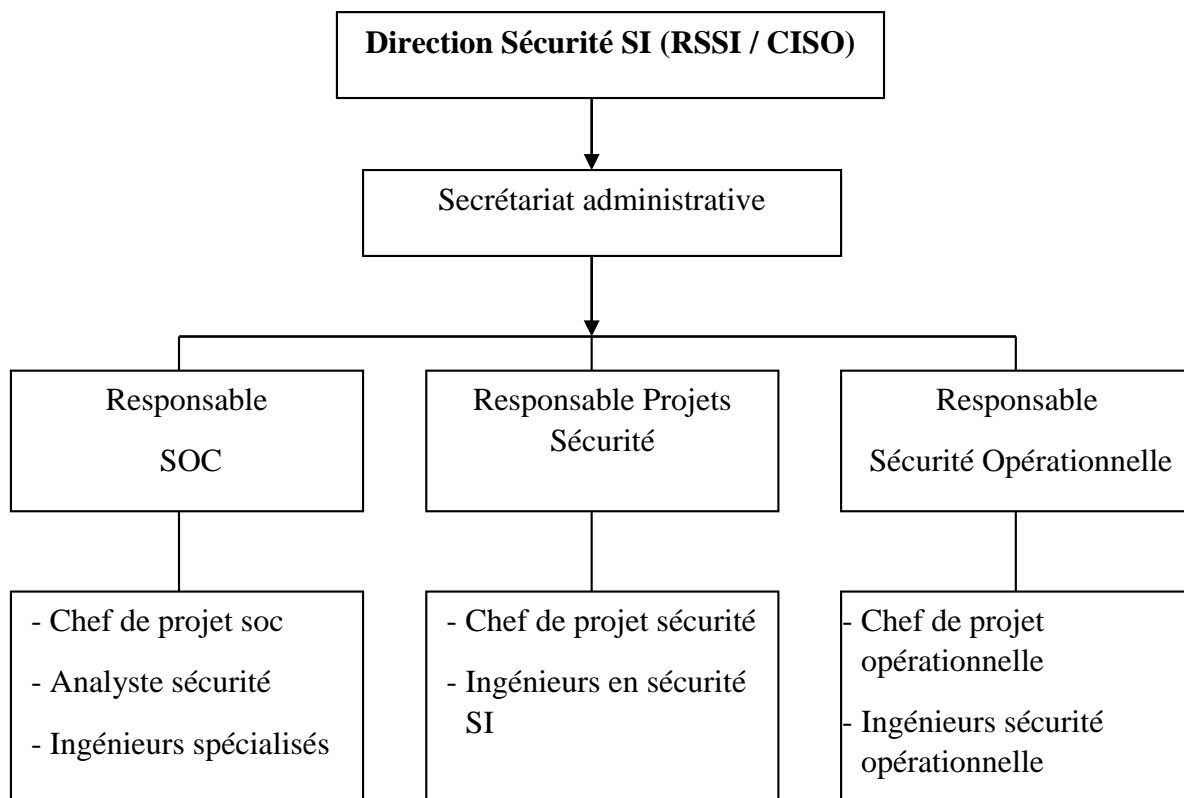 Direction Sécurité SI (RSSI / CISO)
Secrétariat administrative
Responsable
SOC
Responsable Projets
Sécurité
Responsable
Sécurité Opérationnelle
- Chef de projet soc
- Analyste sécurité
- Ingénieurs spécialisés
- Chef de projet sécurité
- Ingénieurs en sécurité
SI
- Chef de projet
opérationnelle
- Ingénieurs sécurité
opérationnelle